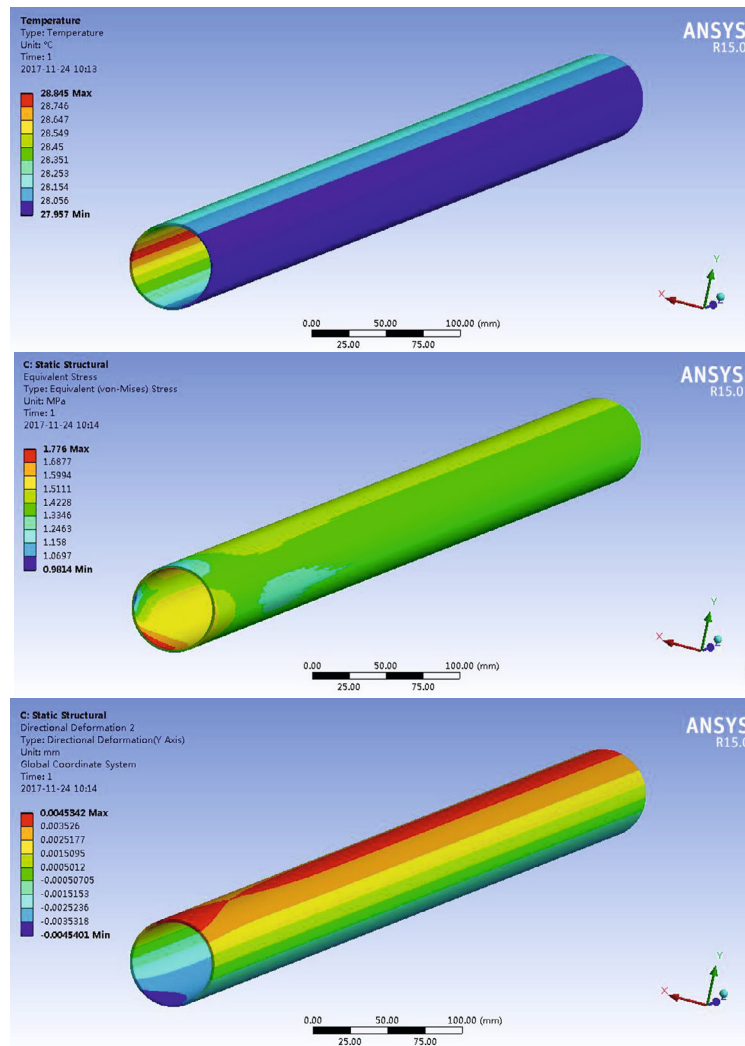 Temperature
Type: Temperature
Unit: °C
Time: 1
2017-11-24 10:13
28.845 Max
28.746
28.647
28.549
28.45
28.351
28.253
28.154
28.056
27.957 Min
ANSYS
R15.0
Y
X
Z
0.00 50.00 100.00 (mm)
25.00 75.00
C: Static Structural
Equivalent Stress
Type: Equivalent (von-Mises) Stress
Unit: MPa
Time: 1
2017-11-24 10:14
1.776 Max
1.6877
1.5994
1.5111
1.4228
1.3346
1.2463
1.158
1.0697
0.9814 Min
ANSYS
R15.0
Y
X
Z
0.00 50.00 100.00 (mm)
25.00 75.00
C: Static Structural
Directional Deformation 2
Type: Directional Deformation(Y Axis)
Unit: mm
Global Coordinate System
Time: 1
2017-11-24 10:14
0.0045342 Max
0.003526
0.0025177
0.0015095
0.0005012
-0.00050705
-0.0015153
-0.0025236
-0.0035318
-0.0045401 Min
ANSYS
R15.0
Y
X
Z
0.00 50.00 100.00 (mm)
25.00 75.00